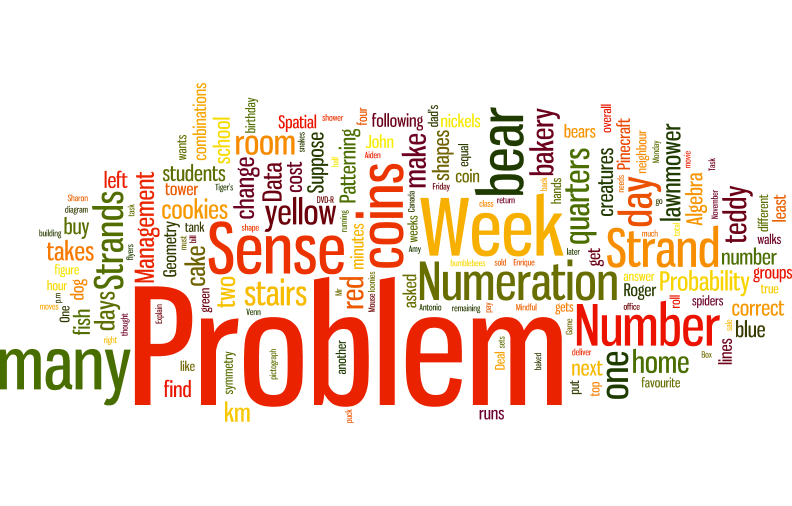 combinations
wants
school
birthday
Spatial
shower
room
snakes
students
Tiger's
tower
cookies
change
Data
cost
Suppose
Patterning
four
following
dad's
nickels
John
Aiden
make
shapes
equal
coin
Friday
bear
bakery
bears
overall
Pinecraft
neighbour
Monday
lawnmower
move
Task
hands
back
quarters
creatures
needs
day
go
Algebra
November
teddy
different
least
walks
Sharon
left
diagram
building
buy
Strands
task
Management
takes
figure
flyers
Geometry
must
tank
bill
cake
shape
yellow
DVD-R
running
minutes
coins
weeks
Canada
Amy
class
return
Week
later
get
much
total
Strand
number
groups
true
hour
dog
p.m
moves
One
fish
days
right
thought
Explain
green
two
Sense
stairs
Venn
Mr
red
Mouse
loonies
asked
bumblebees
sold
Enrique
Numeration
Antonio
remaining
pay
Mindful
gets
answer
Roger
Probability
office
roll
spiders
correct
blue
sale
lines
many
Problem
Number
Game
like
find
symmetry
pictograph
another
Deal
sets
baked
deliver
next
put
top
one
home
favourite
Box
km
puck
runs